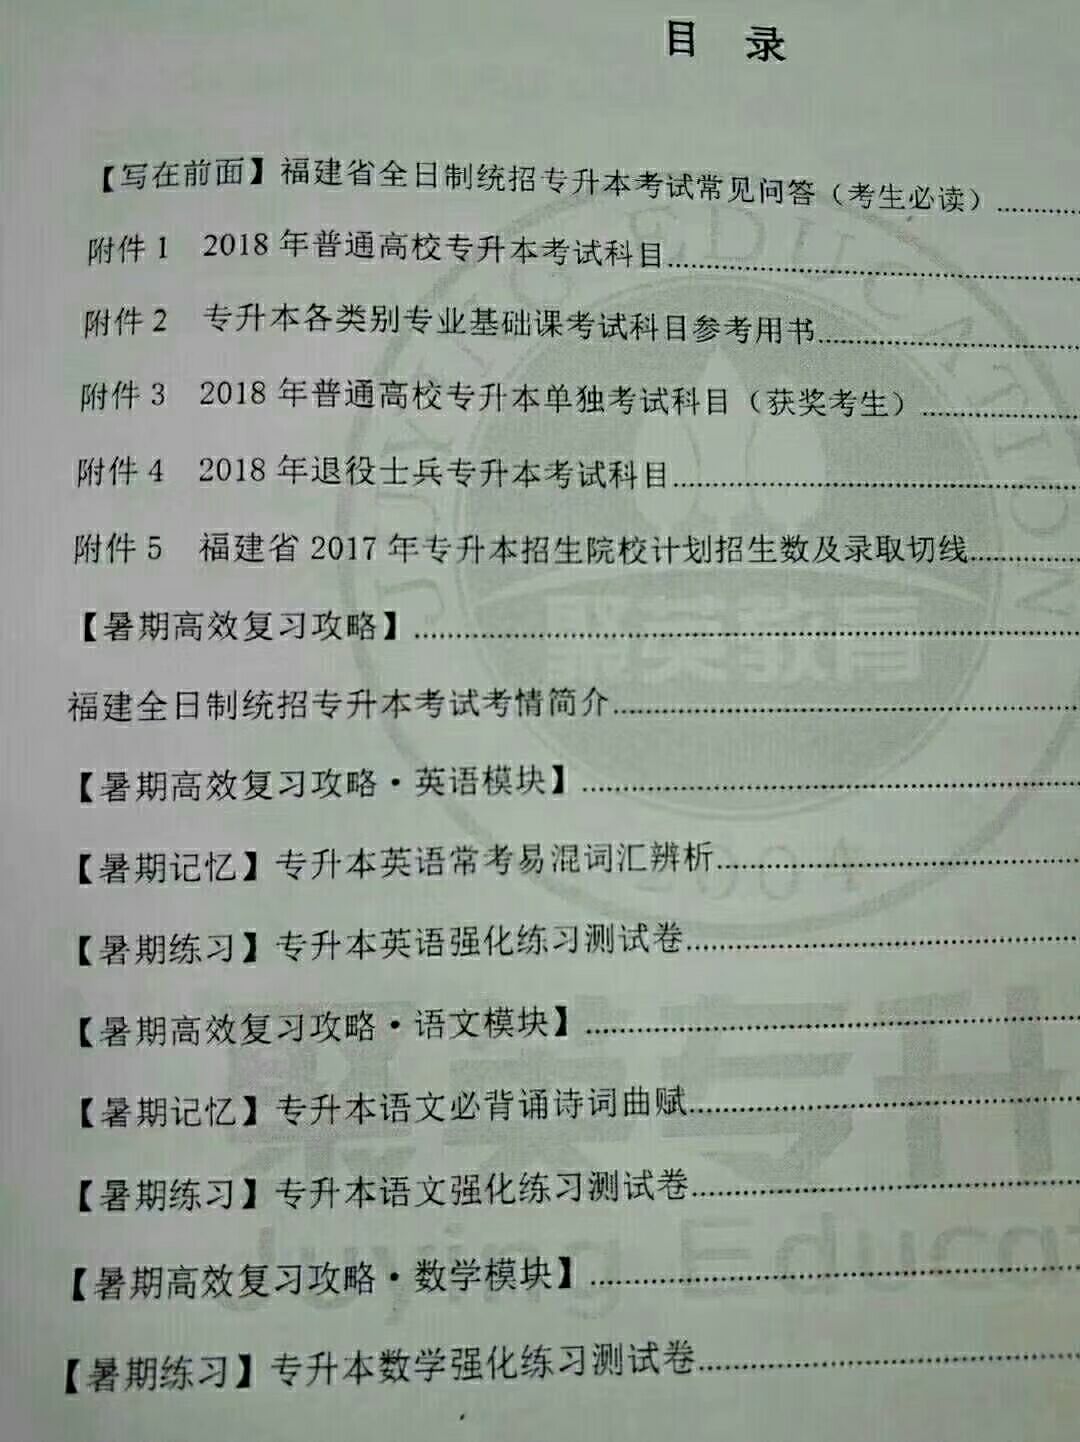 目 录
【写在前面】福建省全日制统招专升本考试常见问答（考生必读）
附件 1 2018 年普通高校专升本考试科目
附件 2 专升本各类别专业基础课考试科目参考用书
附件 3 2018 年普通高校专升本单独考试科目（获奖考生）
附件 4 2018 年退役士兵专升本考试科目
附件 5 福建省 2017 年专升本招生院校计划招生数及录取切线
【暑期高效复习攻略】
福建全日制统招专升本考试考情简介
【暑期高效复习攻略·英语模块】
【暑期记忆】专升本英语常考易混词汇辨析
【暑期练习】专升本英语强化练习测试卷
【暑期高效复习攻略·语文模块】
【暑期记忆】专升本语文必背诵诗词曲赋
【暑期练习】专升本语文强化练习测试卷
【暑期高效复习攻略·数学模块】
【暑期练习】专升本数学强化练习测试卷